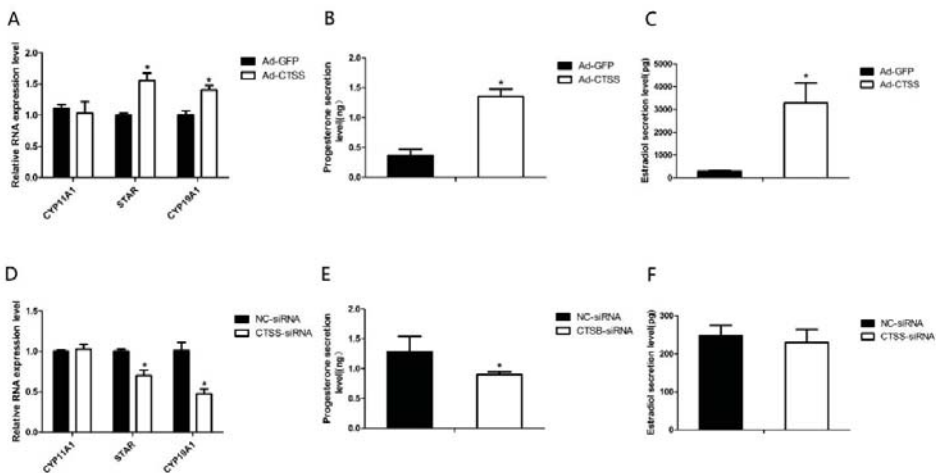 A
Relative RNA expression level
2.0
1.5
1.0
0.5
0.0
*
*
CYP11A1
STAR
CYP19A1
Ad-GFP
Ad-CTSS
B
Progesterone secretion
level(ng)
2.0
1.5
1.0
0.5
0.0
*
Ad-GFP
Ad-CTSS
C
Estradiol secretion level(pg)
5000
4000
3000
2000
1000
0
*
Ad-GFP
Ad-CTSS
D
Relative RNA expression level
1.5
1.0
0.5
0.0
*
*
CYP11A1
STAR
CYP19A1
NC-siRNA
CTSS-siRNA
E
Progesterone secretion
level(ng)
2.0
1.5
1.0
0.5
0.0
*
NC-siRNA
CTSB-siRNA
F
Estradiol secretion level(pg)
300
200
100
0
NC-siRNA
CTSS-siRNA